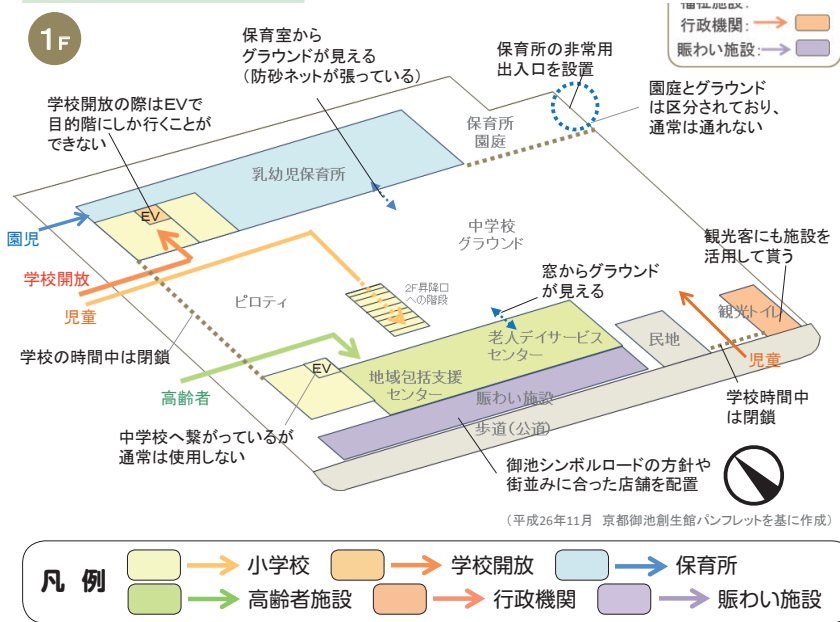 福祉施設:
行政機関:
賑わい施設:
1F
保育室から
グラウンドが見える
(防砂ネットが張っている)
保育所の非常用
出入口を設置
園庭とグラウンド
は区分されており、
通常は通れない
学校開放の際はEVで
目的階にしか行くことが
できない
保育所
園庭
乳幼児保育所
EV
園児
中学校
グラウンド
観光客にも施設を
活用して貰う
学校開放
児童
ピロティ
2F昇降口
への階段
窓からグラウンド
が見える
観光トイレ
老人デイサービス
センター
民地
児童
学校の時間中は閉鎖
EV
地域包括支援
センター
高齢者
賑わい施設
歩道(公道)
学校時間中
は閉鎖
中学校へ繋がっているが
通常は使用しない
御池シンボルロードの方針や
街並みに合った店舗を配置
(平成26年11月 京都御池創生館パンフレットを基に作成)
凡 例
小学校
学校開放
保育所
高齢者施設
行政機関
賑わい施設